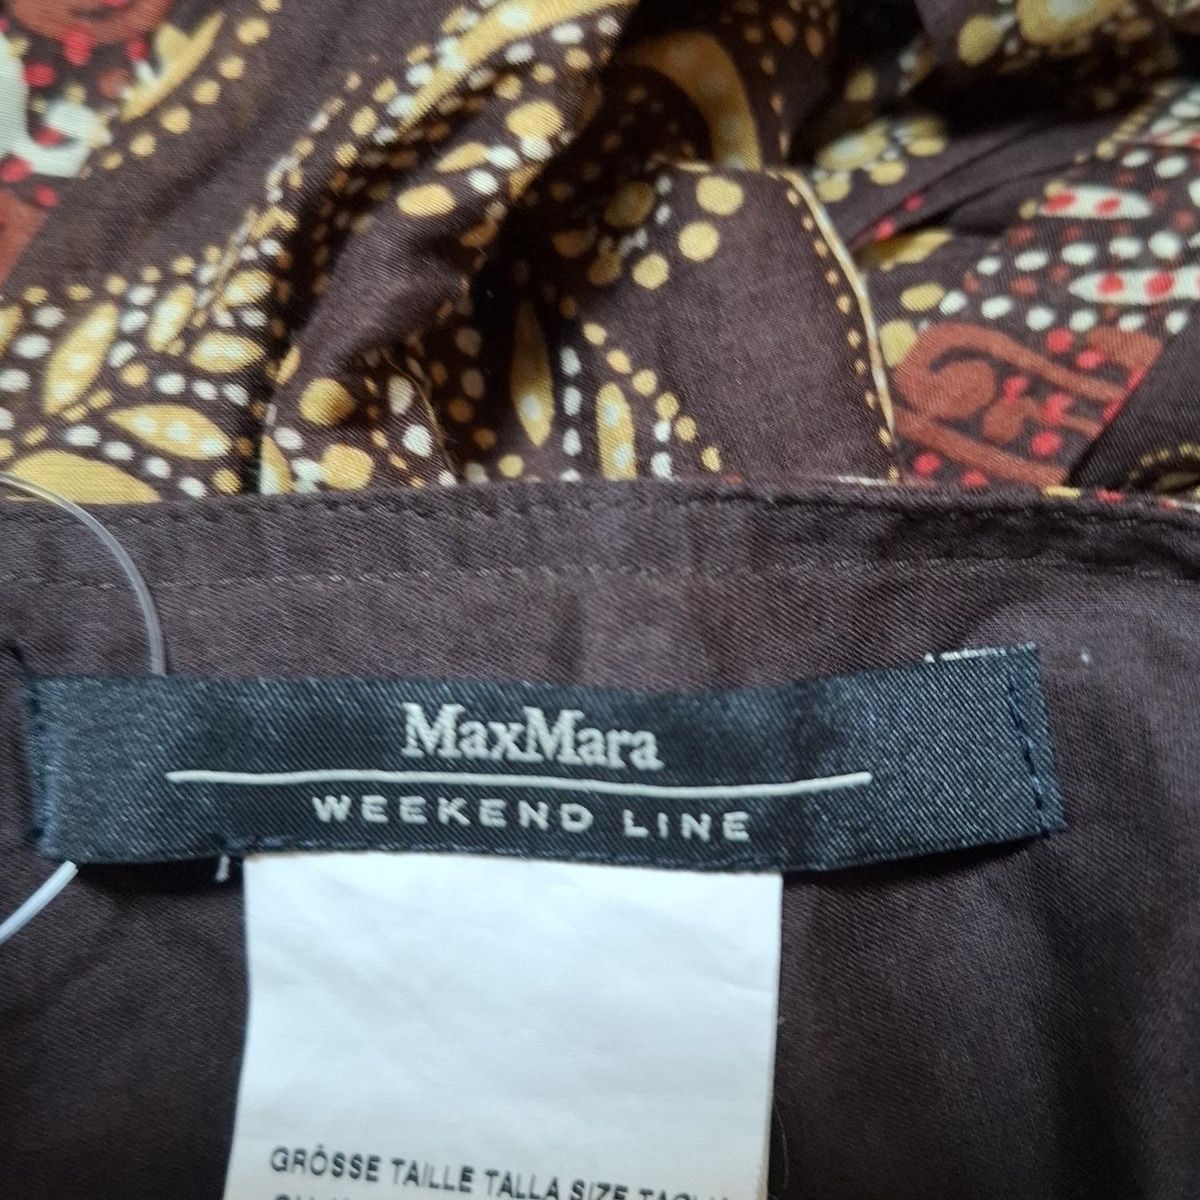 MaxMara
WEEKEND LINE
GRÖSSE TAILLE TALLA SIZE